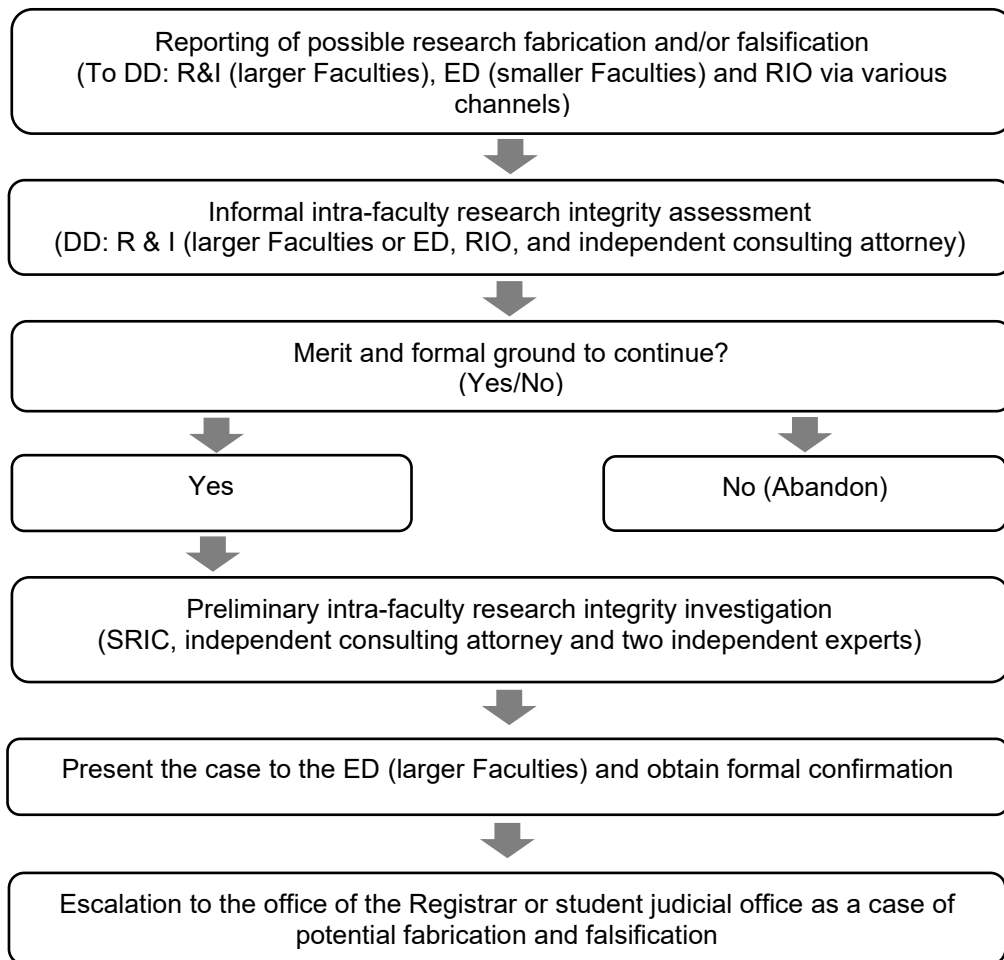 Reporting of possible research fabrication and/or falsification
(To DD: R&I (larger Faculties), ED (smaller Faculties) and RIO via various
channels)
Informal intra-faculty research integrity assessment
(DD: R & I (larger Faculties or ED, RIO, and independent consulting attorney)
Merit and formal ground to continue?
(Yes/No)
Yes
No (Abandon)
Preliminary intra-faculty research integrity investigation
(SRIC, independent consulting attorney and two independent experts)
Present the case to the ED (larger Faculties) and obtain formal confirmation
Escalation to the office of the Registrar or student judicial office as a case of
potential fabrication and falsification